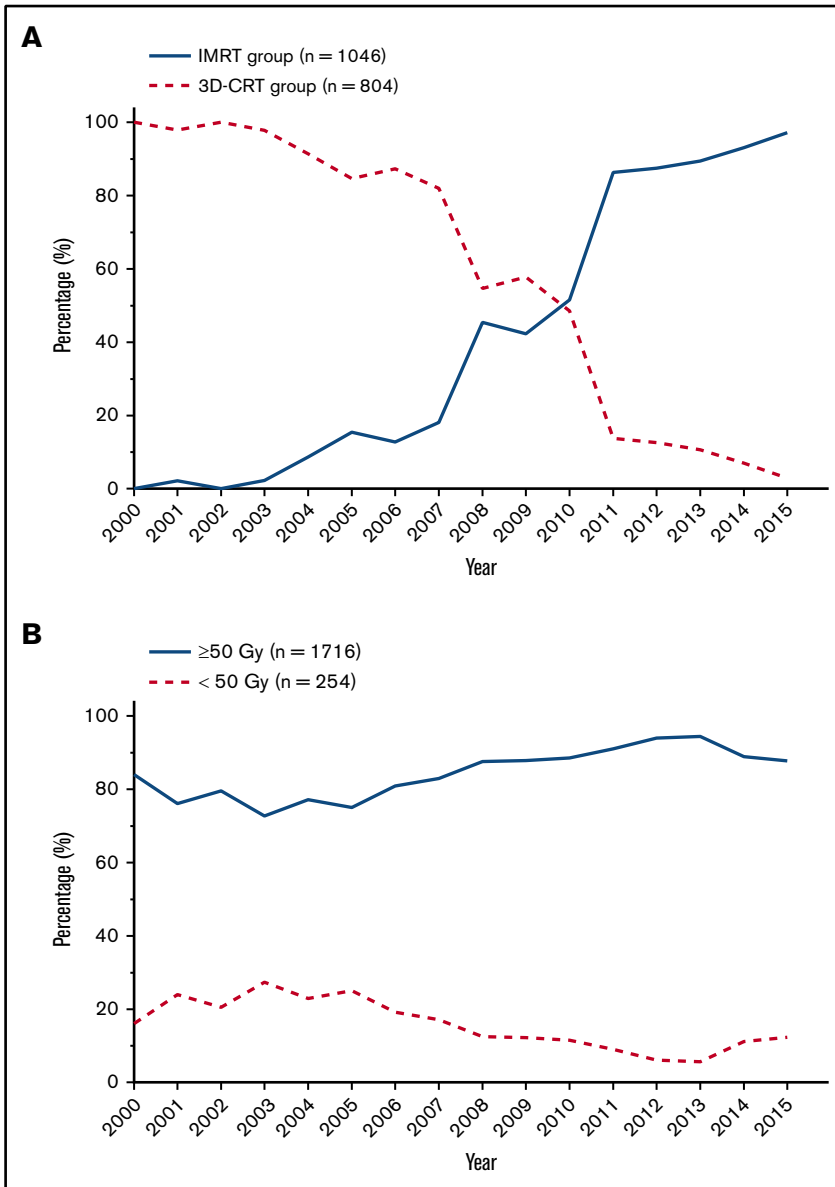 A
IMRT group (n = 1046)
3D-CRT group (n = 804)
100
80
60
40
20
0
Percentage (%)
2000 2001 2002 2003 2004 2005 2006 2007 2008 2009 2010 2011 2012 2013 2014 2015
Year
B
≥50 Gy (n = 1716)
< 50 Gy (n = 254)
100
80
60
40
20
0
Percentage (%)
2000 2001 2002 2003 2004 2005 2006 2007 2008 2009 2010 2011 2012 2013 2014 2015
Year